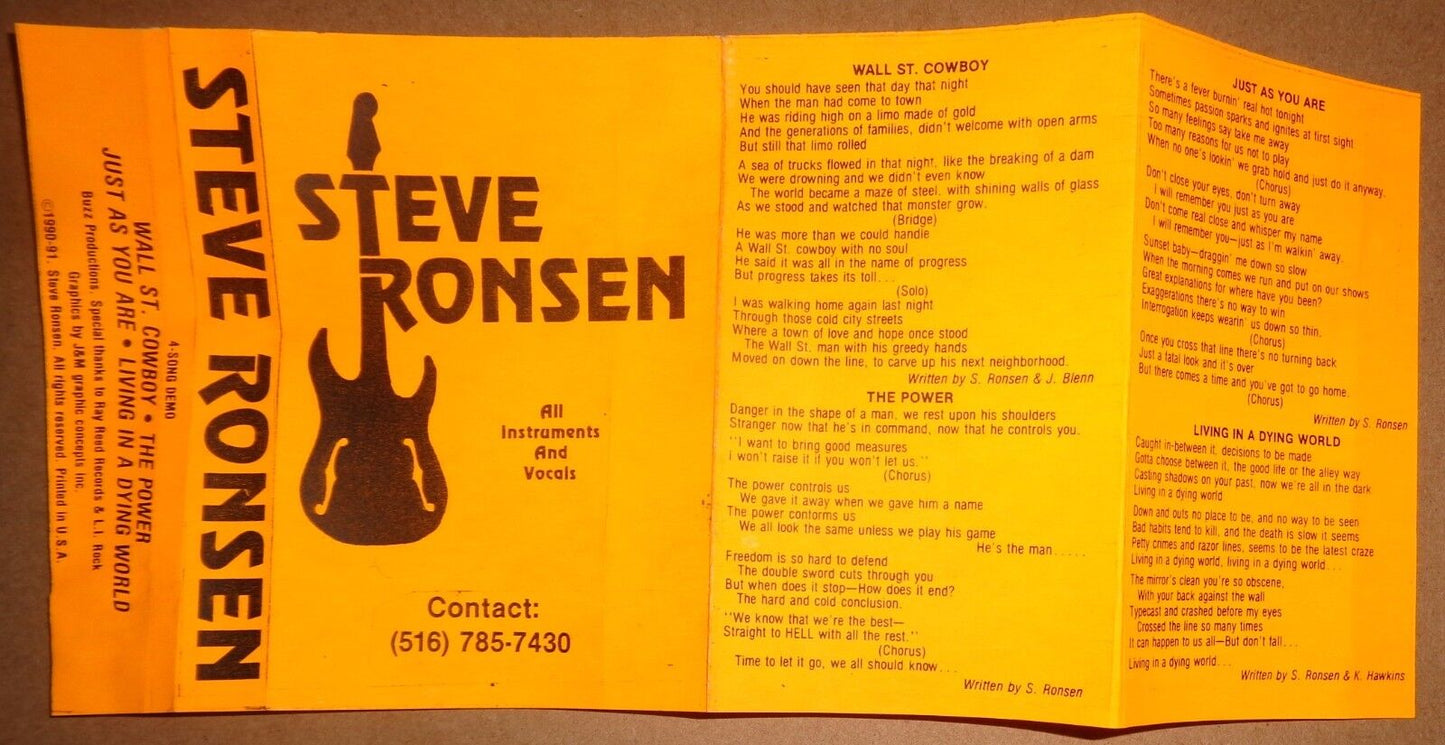 4-SONG DEMO
WALL ST. COWBOY • THE POWER
JUST AS YOU ARE • LIVING IN A DYING WORLD
Buzz Productions. Special thanks to Ray Reed Records & L.I. Rock
Graphics by J&M graphic concepts inc.
©1990-91. Steve Ronsen. All rights reserved. Printed in U.S.A.
STEVE RONSEN
STEVE
RONSEN
All
Instruments
And
Vocals
Contact:
(516) 785-7430
WALL ST. COWBOY
You should have seen that day that night
When the man had come to town
He was riding high on a limo made of gold
And the generations of families, didn't welcome with open arms
But still that limo rolled
A sea of trucks flowed in that night, like the breaking of a dam
We were drowning and we didn't even know
The world became a maze of steel, with shining walls of glass
As we stood and watched that monster grow.
(Bridge)
He was more than we could handle
A Wall St. cowboy with no soul
He said it was all in the name of progress
But progress takes its toll...
(Solo)
I was walking home again last night
Through those cold city streets
Where a town of love and hope once stood
The Wall St. man with his greedy hands
Moved on down the line, to carve up his next neighborhood.
Written by S. Ronsen & J. Blenn
THE POWER
Danger in the shape of a man, we rest upon his shoulders
Stranger now that he's in command, now that he controls you.
"I want to bring good measures
I won't raise it if you won't let us."
(Chorus)
The power controls us
We gave it away when we gave him a name
The power conforms us
We all look the same unless we play his game
He's the man.....
Freedom is so hard to defend
The double sword cuts through you
But when does it stop—How does it end?
The hard and cold conclusion.
"We know that we're the best—
Straight to HELL with all the rest."
(Chorus)
Time to let it go, we all should know...
Written by S. Ronsen
JUST AS YOU ARE
There's a fever burnin' real hot tonight
Sometimes passion sparks and ignites at first sight
So many feelings say take me away
Too many reasons for us not to play
When no one's lookin' we grab hold and just do it anyway.
(Chorus)
Don't close your eyes, don't turn away
I will remember you just as you are
Don't come real close and whisper my name
I will remember you—just as I'm walkin' away.
Sunset baby—draggin' me down so slow
When the morning comes we run and put on our shows
Great explanations for where have you been?
Exaggerations there's no way to win
Interrogation keeps wearin' us down so thin.
(Chorus)
Once you cross that line there's no turning back
Just a fatal look and it's over
But there comes a time and you've got to go home.
(Chorus)
Written by S. Ronsen
LIVING IN A DYING WORLD
Caught in-between it, decisions to be made
Gotta choose between it, the good life or the alley way
Casting shadows on your past, now we're all in the dark
Living in a dying world
Down and outs no place to be, and no way to be seen
Bad habits tend to kill, and the death is slow it seems
Petty crimes and razor lines, seems to be the latest craze
Living in a dying world, living in a dying world...
The mirror's clean you're so obscene,
With your back against the wall
Typecast and crashed before my eyes
Crossed the line so many times
It can happen to us all—But don't fall...
Living in a dying world...
Written by S. Ronsen & K. Hawkins